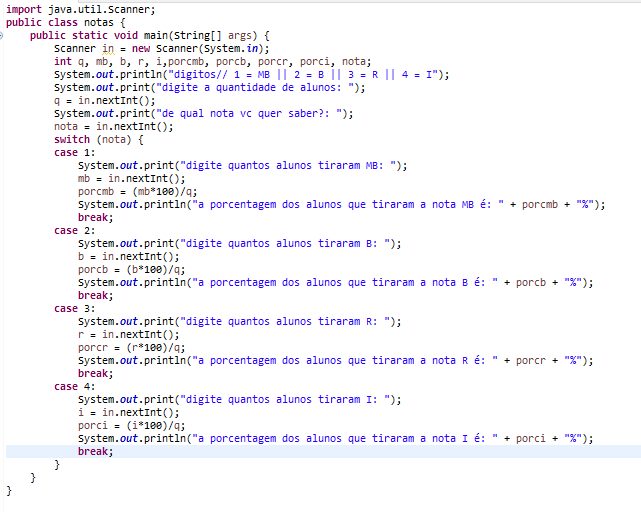 import java.util.Scanner;
public class notas {
    public static void main(String[] args) {
        Scanner in = new Scanner(System.in);
        int q, mb, b, r, i,porcmb, porcb, porcr, porci, nota;
        System.out.println("digitos// 1 = MB || 2 = B || 3 = R || 4 = I");
        System.out.print("digite a quantidade de alunos: ");
        q = in.nextInt();
        System.out.print("de qual nota vc quer saber?: ");
        nota = in.nextInt();
        switch (nota) {
        case 1:
            System.out.print("digite quantos alunos tiraram MB: ");
            mb = in.nextInt();
            porcmb = (mb*100)/q;
            System.out.println("a porcentagem dos alunos que tiraram a nota MB é: " + porcmb + "%");
            break;
        case 2:
            System.out.print("digite quantos alunos tiraram B: ");
            b = in.nextInt();
            porcb = (b*100)/q;
            System.out.println("a porcentagem dos alunos que tiraram a nota B é: " + porcb + "%");
            break;
        case 3:
            System.out.print("digite quantos alunos tiraram R: ");
            r = in.nextInt();
            porcr = (r*100)/q;
            System.out.println("a porcentagem dos alunos que tiraram a nota R é: " + porcr + "%");
            break;
        case 4:
            System.out.print("digite quantos alunos tiraram I: ");
            i = in.nextInt();
            porci = (i*100)/q;
            System.out.println("a porcentagem dos alunos que tiraram a nota I é: " + porci + "%");
            break;
        }
    }
}